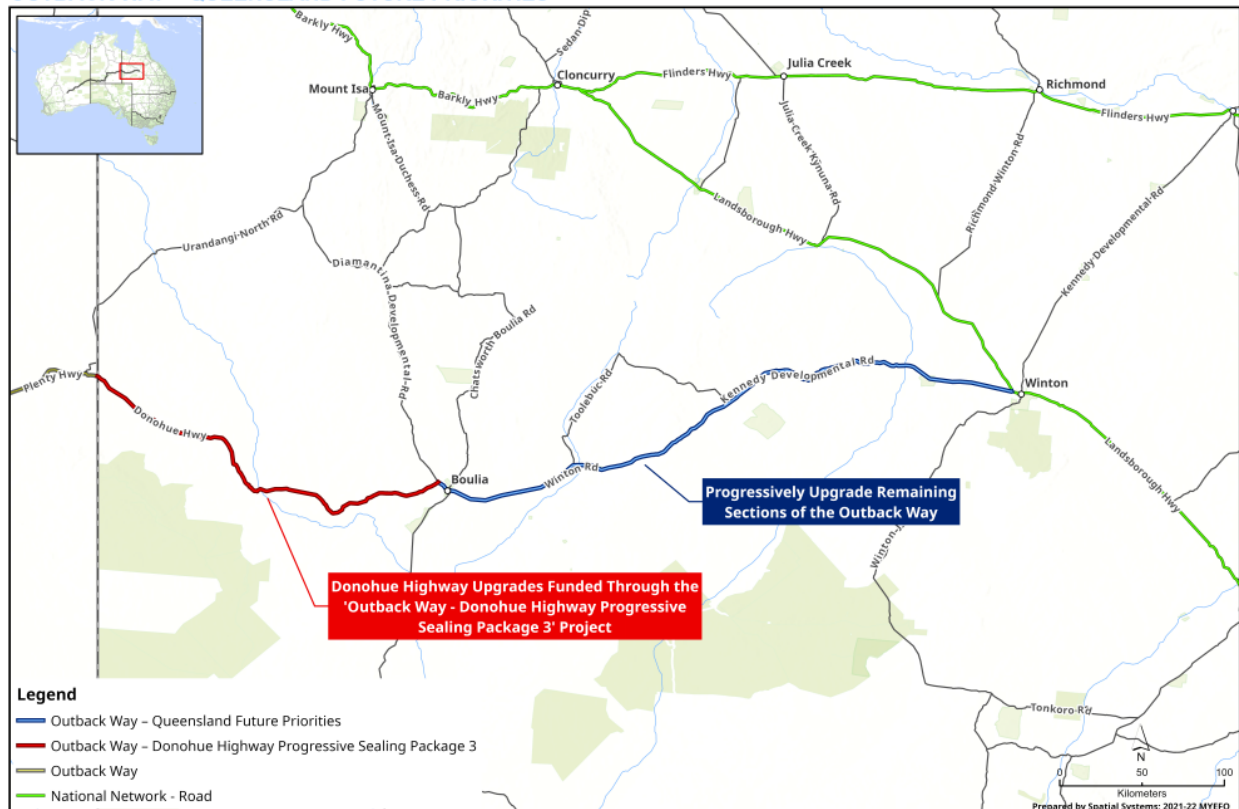 Barkly Hwy
Sedan-Dip
Cloncurry
Flinders Hwy
Julia Creek
Richmond
Mount Isa
Barkly Hwy
Flinders Hwy
Mount-Isa-Duchess-Rd
Julia-Creek-Kynuna-Rd
Richmond-Winton-Rd
Landsborough Hwy
Kennedy-Developmental-Rd
Urandangi-North Rd
Diamantina-Developmental-Rd
Chatsworth Boulia Rd
Toolebuc-Rd
Kennedy Developmental Rd
Plenty Hwy
Winton
Donohue Hwy
Boulia
Winton Rd
Landsborough Hwy
Progressively Upgrade Remaining
Sections of the Outback Way
Winton-J
Donohue Highway Upgrades Funded Through the
'Outback Way - Donohue Highway Progressive
Sealing Package 3' Project
Legend
Outback Way – Queensland Future Priorities
Outback Way – Donohue Highway Progressive Sealing Package 3
Outback Way
National Network - Road
Tonkoro-Rd
N
0 50 100
Kilometers
Prepared by Spatial Systems: 2021-22 MYEFO